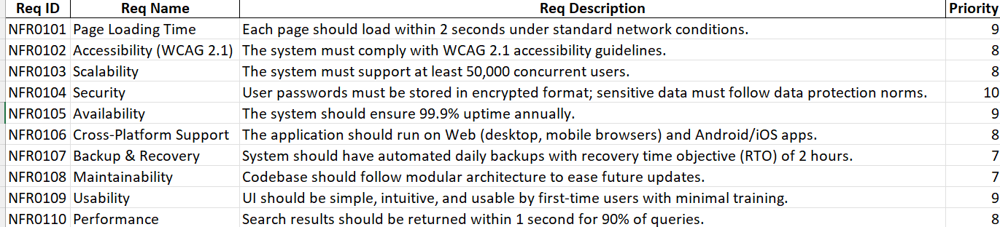 Req ID Req Name Req Description Priority
NFR0101 Page Loading Time Each page should load within 2 seconds under standard network conditions. 9
NFR0102 Accessibility (WCAG 2.1) The system must comply with WCAG 2.1 accessibility guidelines. 8
NFR0103 Scalability The system must support at least 50,000 concurrent users. 8
NFR0104 Security User passwords must be stored in encrypted format; sensitive data must follow data protection norms. 10
NFR0105 Availability The system should ensure 99.9% uptime annually. 9
NFR0106 Cross-Platform Support The application should run on Web (desktop, mobile browsers) and Android/iOS apps. 8
NFR0107 Backup & Recovery System should have automated daily backups with recovery time objective (RTO) of 2 hours. 7
NFR0108 Maintainability Codebase should follow modular architecture to ease future updates. 7
NFR0109 Usability UI should be simple, intuitive, and usable by first-time users with minimal training. 9
NFR0110 Performance Search results should be returned within 1 second for 90% of queries. 8